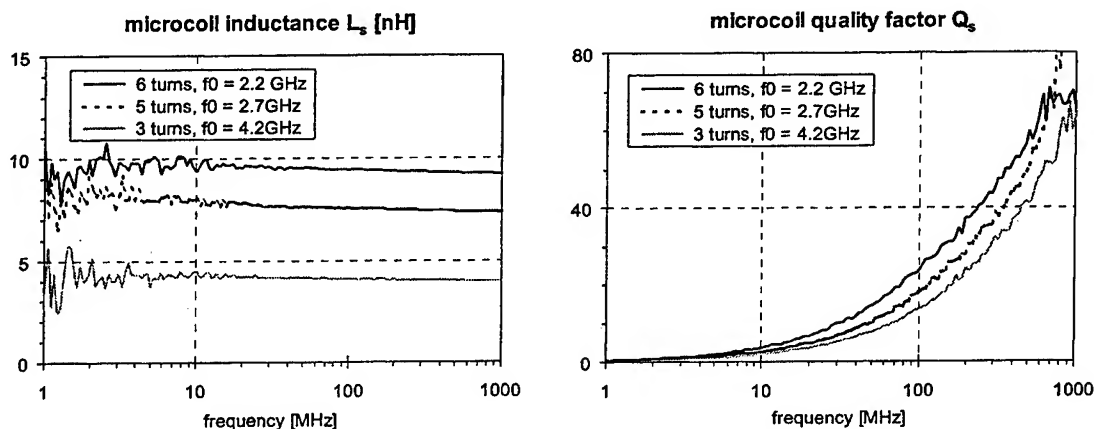 microcoil inductance Ls [nH]
15
10
5
0
6 turns, f0 = 2.2 GHz
5 turns, f0 = 2.7GHz
3 turns, f0 = 4.2GHz
1
10
100
1000
frequency [MHz]
microcoil quality factor Qs
80
40
0
6 turns, f0 = 2.2 GHz
5 turns, f0 = 2.7GHz
3 turns, f0 = 4.2GHz
1
10
100
1000
frequency [MHz]